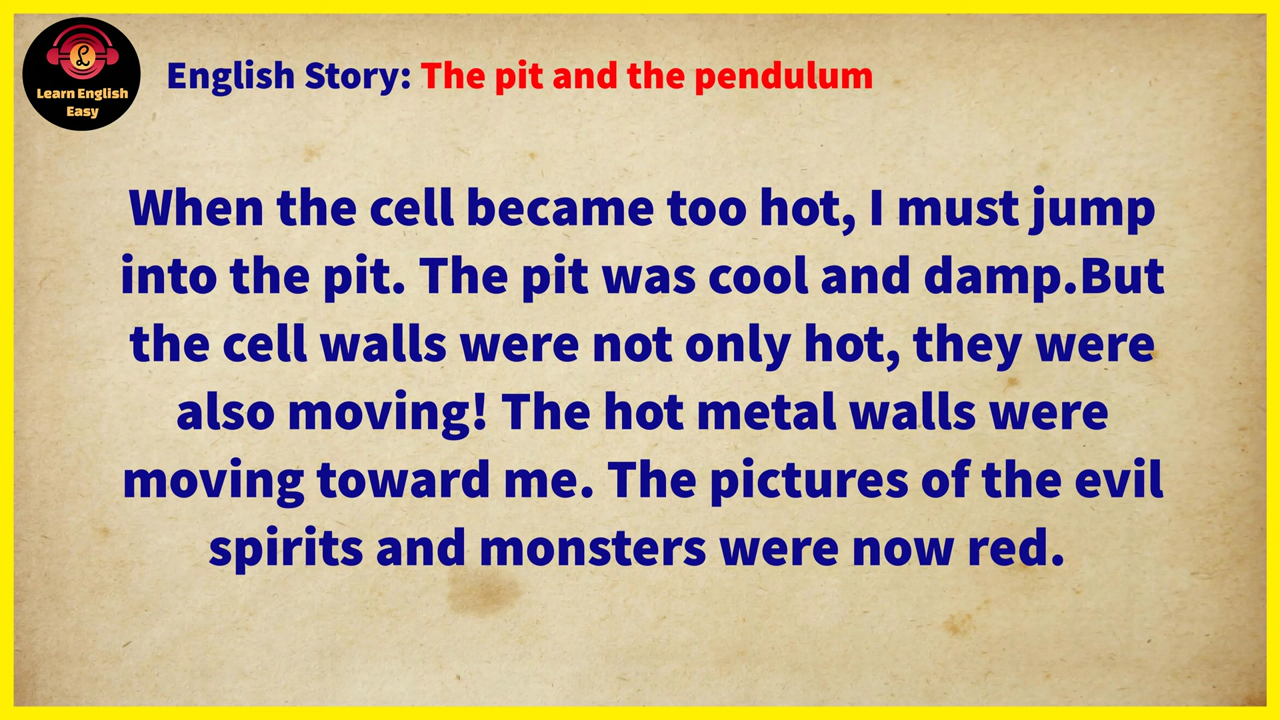 Learn English
Easy
English Story: The pit and the pendulum
When the cell became too hot, I must jump
into the pit. The pit was cool and damp.But
the cell walls were not only hot, they were
also moving! The hot metal walls were
moving toward me. The pictures of the evil
spirits and monsters were now red.